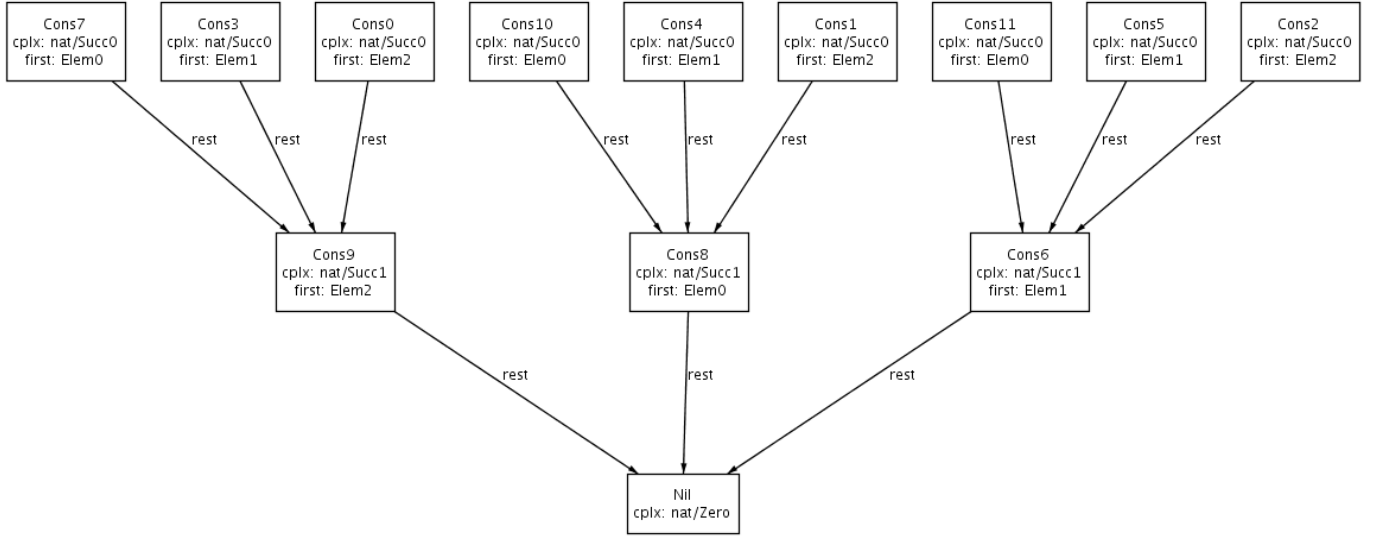 Cons7
cplx: nat/Succ0
first: Elem0
Cons3
cplx: nat/Succ0
first: Elem1
Cons0
cplx: nat/Succ0
first: Elem2
Cons10
cplx: nat/Succ0
first: Elem0
Cons4
cplx: nat/Succ0
first: Elem1
Cons1
cplx: nat/Succ0
first: Elem2
Cons11
cplx: nat/Succ0
first: Elem0
Cons5
cplx: nat/Succ0
first: Elem1
Cons2
cplx: nat/Succ0
first: Elem2
rest
rest
rest
rest
rest
rest
rest
rest
rest
Cons9
cplx: nat/Succ1
first: Elem2
Cons8
cplx: nat/Succ1
first: Elem0
Cons6
cplx: nat/Succ1
first: Elem1
rest
rest
rest
Nil
cplx: nat/Zero